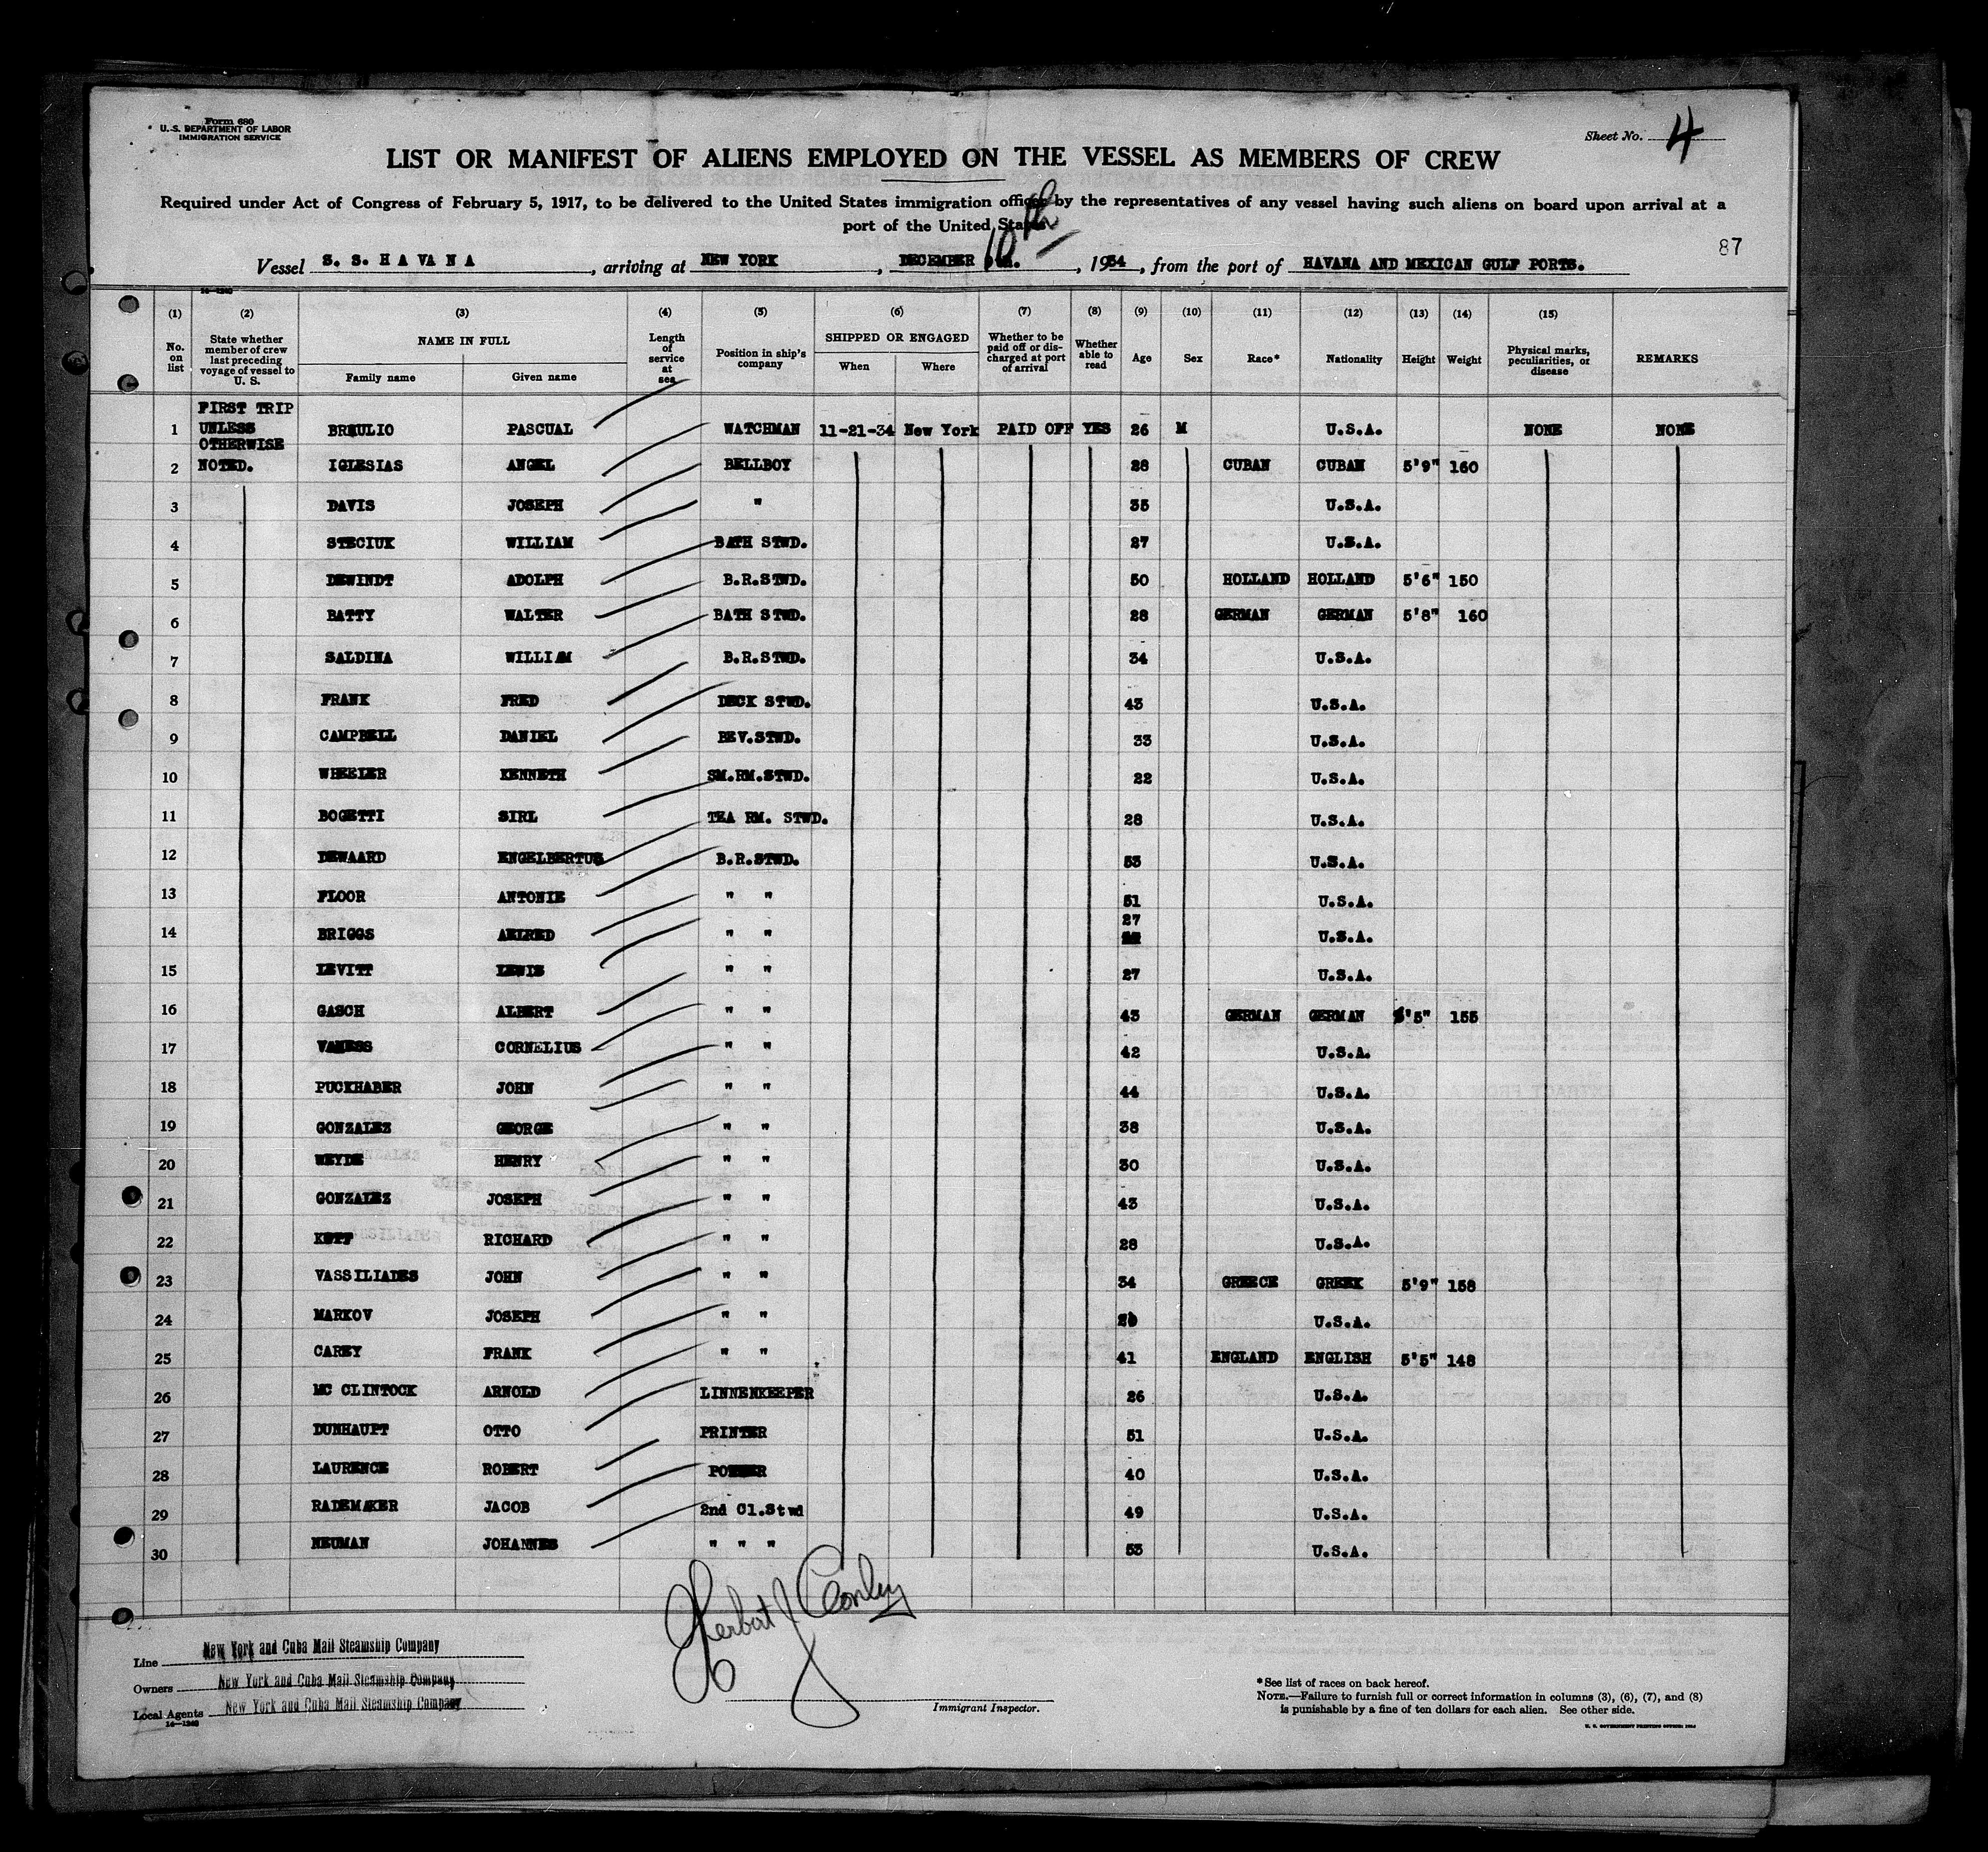 Form 680
U. S. DEPARTMENT OF LABOR
IMMIGRATION SERVICE
Sheet No. 4
LIST OR MANIFEST OF ALIENS EMPLOYED ON THE VESSEL AS MEMBERS OF CREW
Required under Act of Congress of February 5, 1917, to be delivered to the United States immigration officer by the representatives of any vessel having such aliens on board upon arrival at a
port of the United States
87
Vessel S. S. H A VA N A, arriving at NEW YORK, DECEMBER 10th, 1934, from the port of HAVANA AND MEXICAN GULF PORTS.
14—1240
(1) (2) (3) (4) (5) (6) (7) (8) (9) (10) (11) (12) (13) (14) (15)
No. on list
State whether member of crew last preceding voyage of vessel to U. S.
NAME IN FULL
Family name Given name
Length of service at sea
Position in ship's company
SHIPPED OR ENGAGED
When Where
Whether to be paid off or discharged at port of arrival
Whether able to read
Age Sex Race* Nationality Height Weight
Physical marks, peculiarities, or disease
REMARKS
FIRST TRIP
1 UNLESS BRAULIO PASCUAL WATCHMAN 11-21-34 New York PAID OFF YES 26 M U.S.A. NONE NONE
OTHERWISE
2 NOTED. IGLESIAS ANGEL BELLBOY 28 CUBAN CUBAN 5'9" 160
3 DAVIS JOSEPH " 35 U.S.A.
4 STECIUK WILLIAM BATH STWD. 27 U.S.A.
5 DEWINDT ADOLPH B.R.STWD. 50 HOLLAND HOLLAND 5'6" 150
6 BATTY WALTER BATH STWD. 28 GERMAN GERMAN 5'8" 160
7 SALDINA WILLIAM B.R.STWD. 34 U.S.A.
8 FRANK FRED DECK STWD. 43 U.S.A.
9 CAMPBELL DANIEL BEV.STWD. 33 U.S.A.
10 WHEELER KENNETH SM.RM.STWD. 22 U.S.A.
11 BOGETTI SIRL TEA RM. STWD. 28 U.S.A.
12 DEWAARD ENGELBERTUS B.R.STWD. 53 U.S.A.
13 FLOOR ANTONIE " " 51 U.S.A.
14 BRIGGS AELRED " " 27 U.S.A.
15 LEVITT LEWIS " " 27 U.S.A.
16 GASCH ALBERT " " 43 GERMAN GERMAN 5'5" 155
17 VANESS CORNELIUS " " 42 U.S.A.
18 PUCKHABER JOHN " " 44 U.S.A.
19 GONZALEZ GEORGE " " 38 U.S.A.
20 WEYDE HENRY " " 30 U.S.A.
21 GONZALEZ JOSEPH " " 43 U.S.A.
22 RICHARD " " 28 U.S.A.
23 VASSILIADES JOHN " " 34 GREECE GREEK 5'9" 158
24 MARKOV JOSEPH " " U.S.A.
25 CAREY FRANK " " 41 ENGLAND ENGLISH 5'5" 148
26 MC CLINTOCK ARNOLD LINNENKEEPER 26 U.S.A.
27 DUNHAUPT OTTO PRINTER 51 U.S.A.
28 LAURENCE ROBERT PORTER 40 U.S.A.
29 RADEMAKER JACOB 2nd Cl.Stwd 49 U.S.A.
30 NEUMAN JOHANNES " " " 53 U.S.A.
Herbert J Conley
Immigrant Inspector.
Line New York and Cuba Mail Steamship Company
Owners New York and Cuba Mail Steamship Company
Local Agents New York and Cuba Mail Steamship Company
14—1240
*See list of races on back hereof.
NOTE.—Failure to furnish full or correct information in columns (3), (6), (7), and (8)
is punishable by a fine of ten dollars for each alien. See other side.